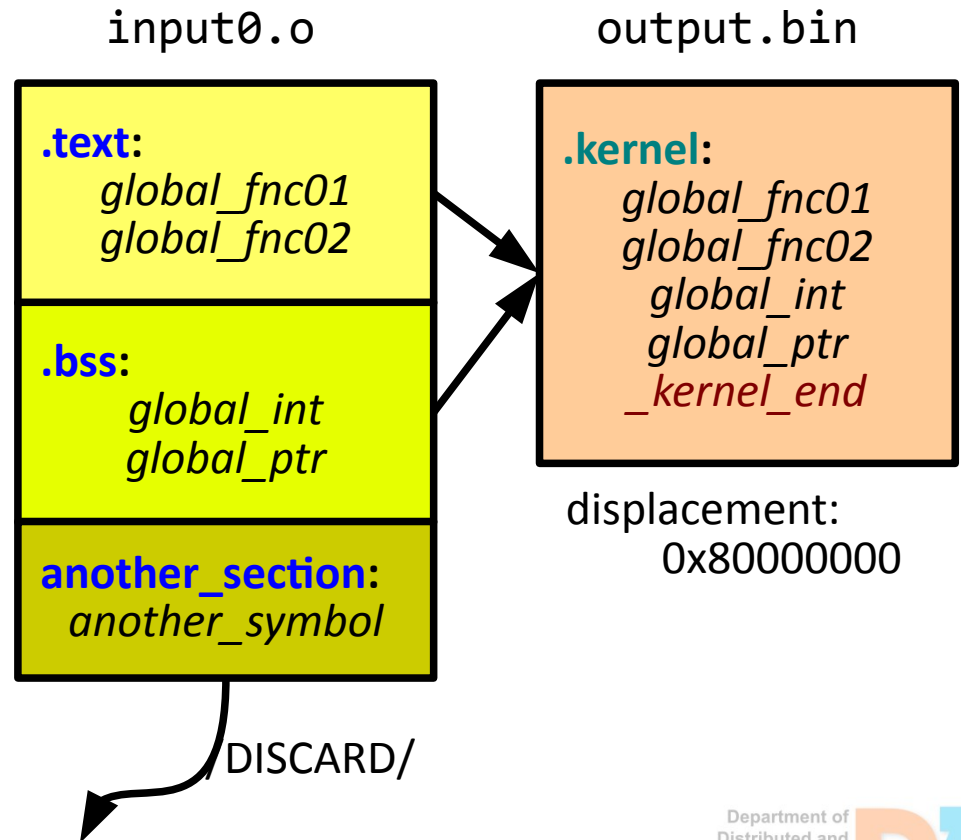 input0.o
.text:
global_fnc01
global_fnc02
.bss:
global_int
global_ptr
another_section:
another_symbol
/DISCARD/
output.bin
.kernel:
global_fnc01
global_fnc02
global_int
global_ptr
_kernel_end
displacement:
0x80000000
Department of
Distributed and